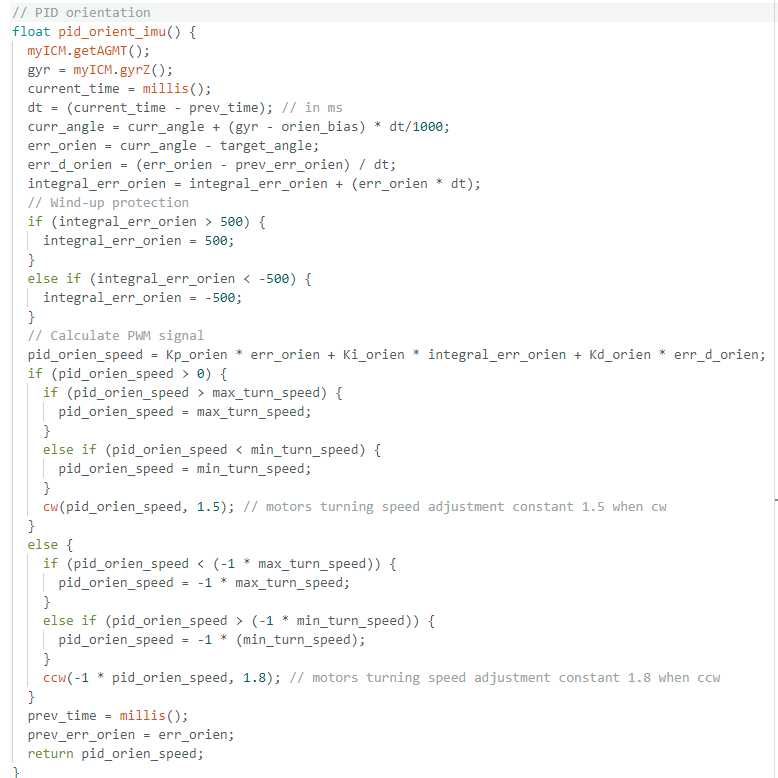 // PID orientation
float pid_orient_imu() {
myICM.getAGMT();
gyr = myICM.gyrZ();
current_time = millis();
dt = (current_time - prev_time); // in ms
curr_angle = curr_angle + (gyr - orien_bias) * dt/1000;
err_orien = curr_angle - target_angle;
err_d_orien = (err_orien - prev_err_orien) / dt;
integral_err_orien = integral_err_orien + (err_orien * dt);
// Wind-up protection
if (integral_err_orien > 500) {
integral_err_orien = 500;
}
else if (integral_err_orien < -500) {
integral_err_orien = -500;
}
// Calculate PWM signal
pid_orien_speed = Kp_orien * err_orien + Ki_orien * integral_err_orien + Kd_orien * err_d_orien;
if (pid_orien_speed > 0) {
if (pid_orien_speed > max_turn_speed) {
pid_orien_speed = max_turn_speed;
}
else if (pid_orien_speed < min_turn_speed) {
pid_orien_speed = min_turn_speed;
}
cw(pid_orien_speed, 1.5); // motors turning speed adjustment constant 1.5 when cw
}
else {
if (pid_orien_speed < (-1 * max_turn_speed)) {
pid_orien_speed = -1 * max_turn_speed;
}
else if (pid_orien_speed > (-1 * min_turn_speed)) {
pid_orien_speed = -1 * (min_turn_speed);
}
ccw(-1 * pid_orien_speed, 1.8); // motors turning speed adjustment constant 1.8 when ccw
}
prev_time = millis();
prev_err_orien = err_orien;
return pid_orien_speed;
}